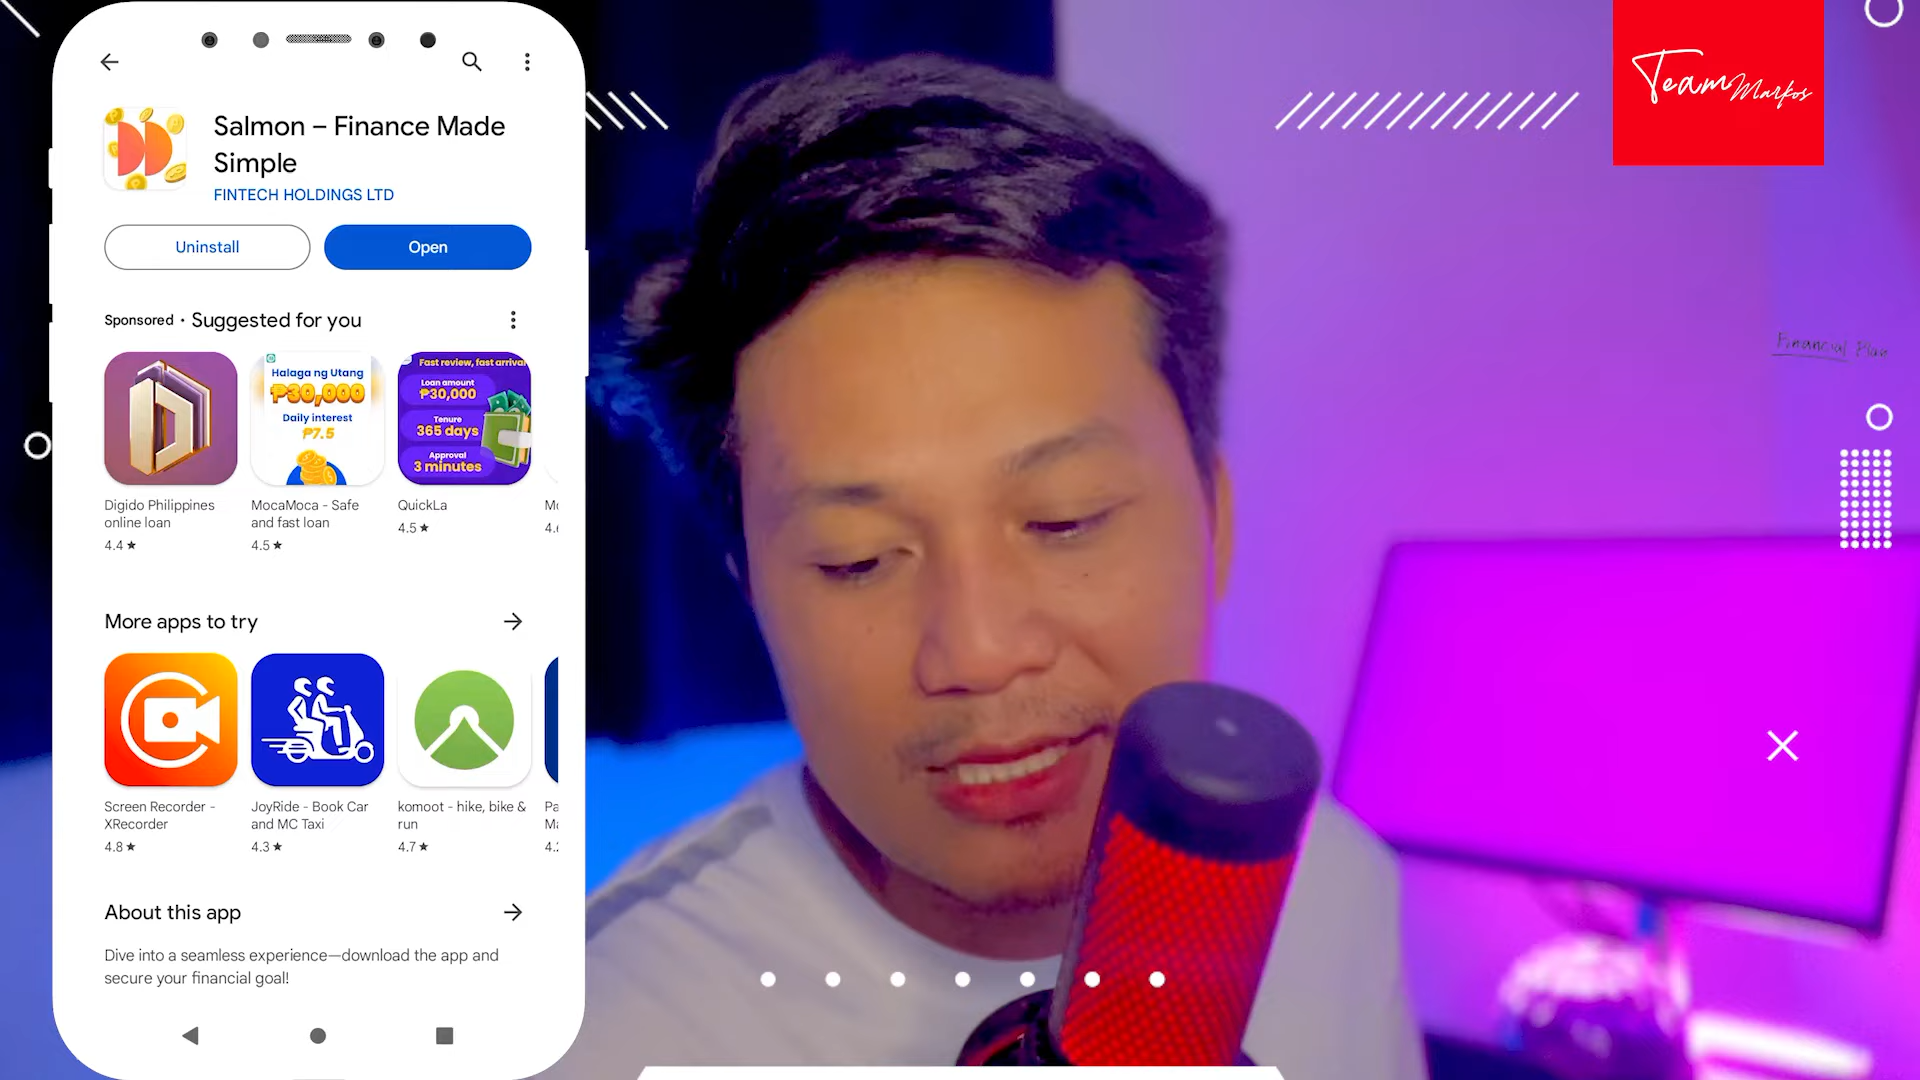 Salmon – Finance Made
Simple
FINTECH HOLDINGS LTD
Uninstall
Open
Sponsored · Suggested for you
Halaga ng Utang
₱30,000
Daily interest
₱7.5
Fast review, fast arrival
Loan amount
₱30,000
Tenure
365 days
Approval
3 minutes
Digido Philippines
online loan
4.4 ★
MocaMoca - Safe
and fast loan
4.5 ★
QuickLa
4.5 ★
More apps to try
Screen Recorder -
XRecorder
4.8 ★
JoyRide - Book Car
and MC Taxi
4.3 ★
komoot - hike, bike &
run
4.7 ★
About this app
Dive into a seamless experience—download the app and
secure your financial goal!
Team Markos
Financial Plan